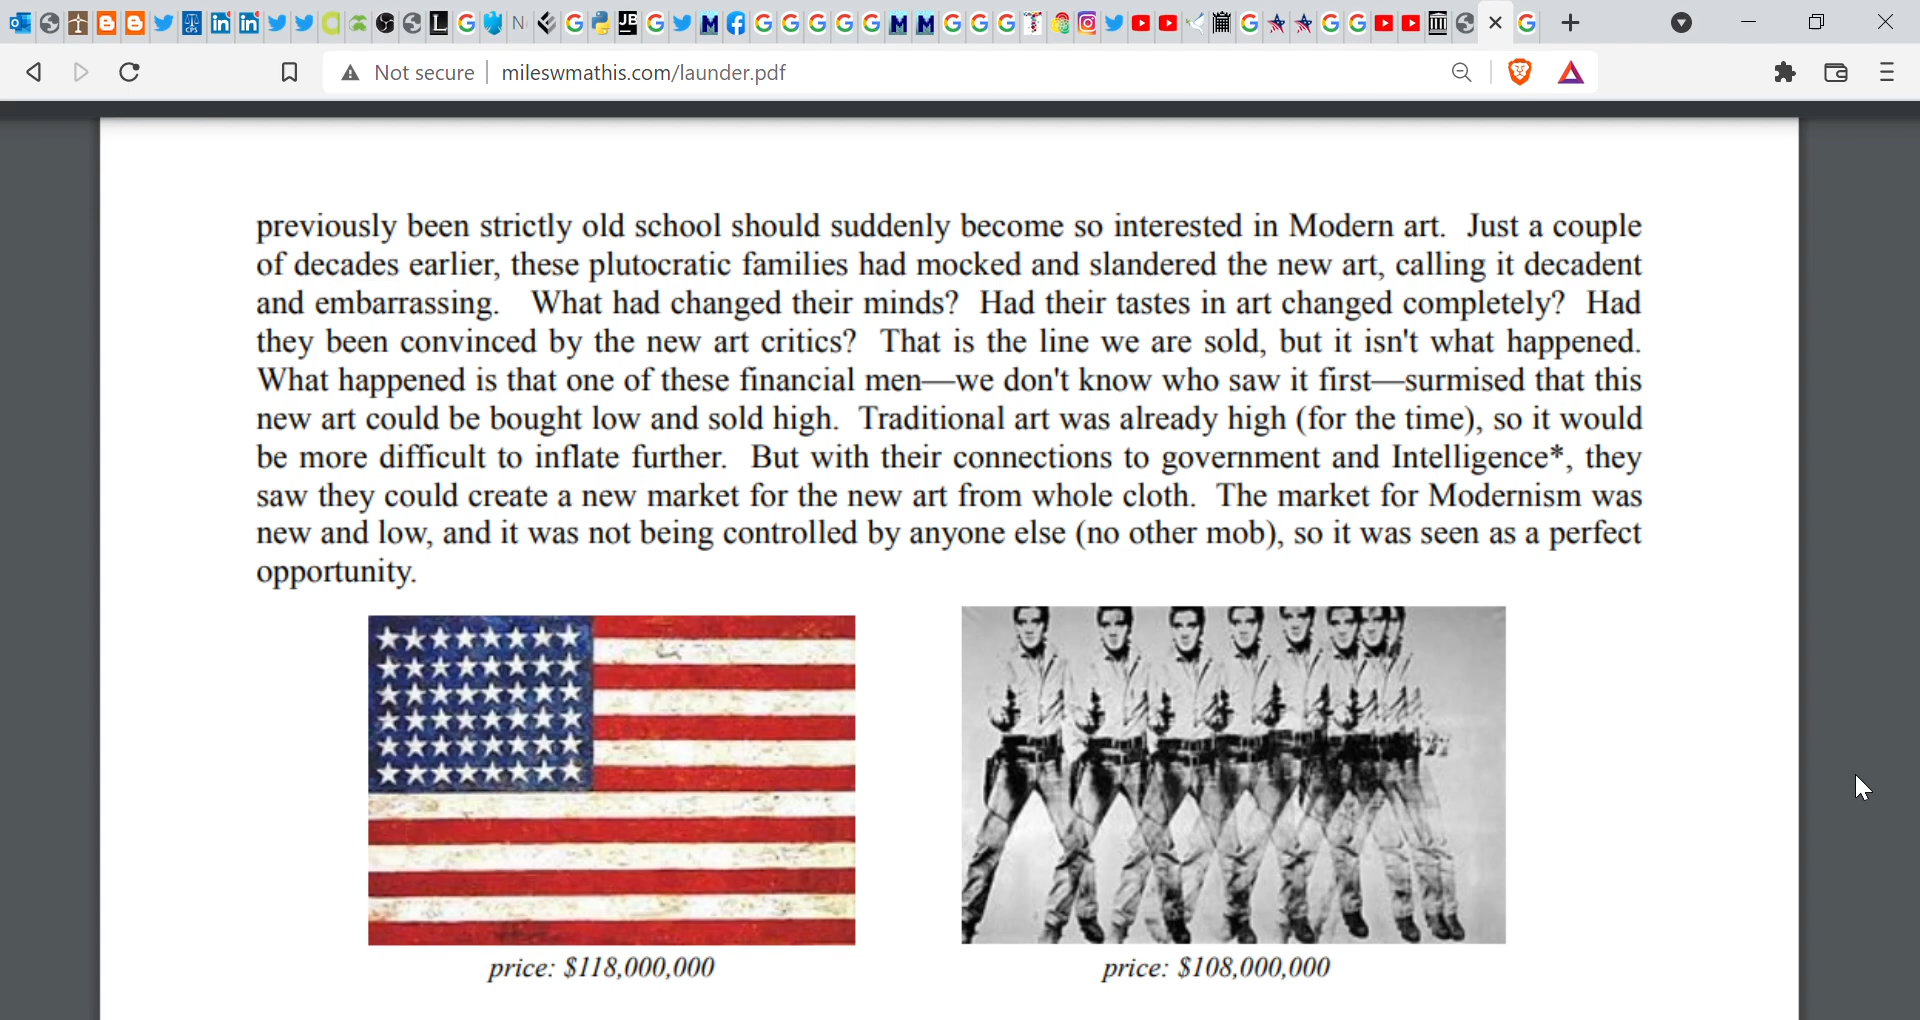 Not secure
mileswmathis.com/launder.pdf
previously been strictly old school should suddenly become so interested in Modern art. Just a couple
of decades earlier, these plutocratic families had mocked and slandered the new art, calling it decadent
and embarrassing. What had changed their minds? Had their tastes in art changed completely? Had
they been convinced by the new art critics? That is the line we are sold, but it isn't what happened.
What happened is that one of these financial men—we don't know who saw it first—surmised that this
new art could be bought low and sold high. Traditional art was already high (for the time), so it would
be more difficult to inflate further. But with their connections to government and Intelligence*, they
saw they could create a new market for the new art from whole cloth. The market for Modernism was
new and low, and it was not being controlled by anyone else (no other mob), so it was seen as a perfect
opportunity.
price: $118,000,000
price: $108,000,000